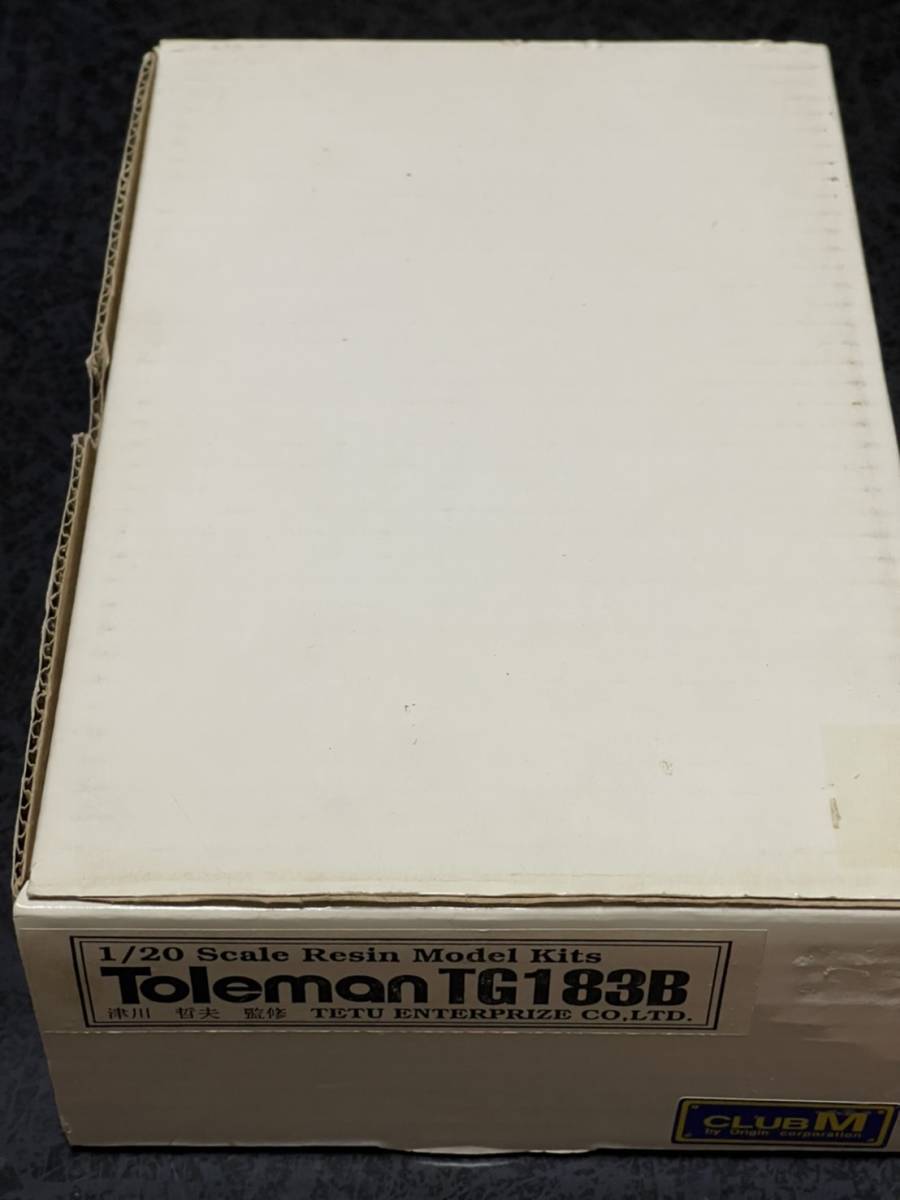 1/20 Scale Resin Model Kits
Toleman TG183B
津川 哲夫 監修 TETU ENTERPRIZE CO,LTD.
CLUB M
by Origin corporation